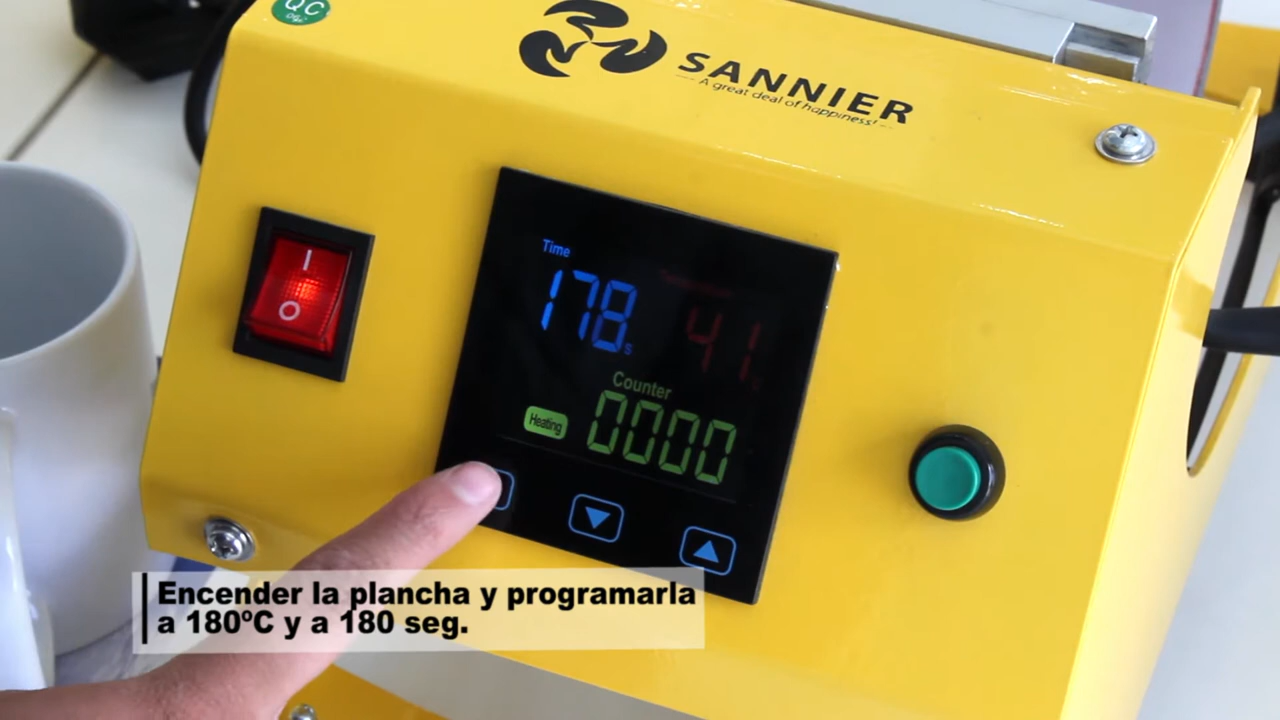 QC
SANNIER
A great deal of happiness!
I
O
Time
178s
41
Counter
Heating
0000
Encender la plancha y programarla
a 180ºC y a 180 seg.